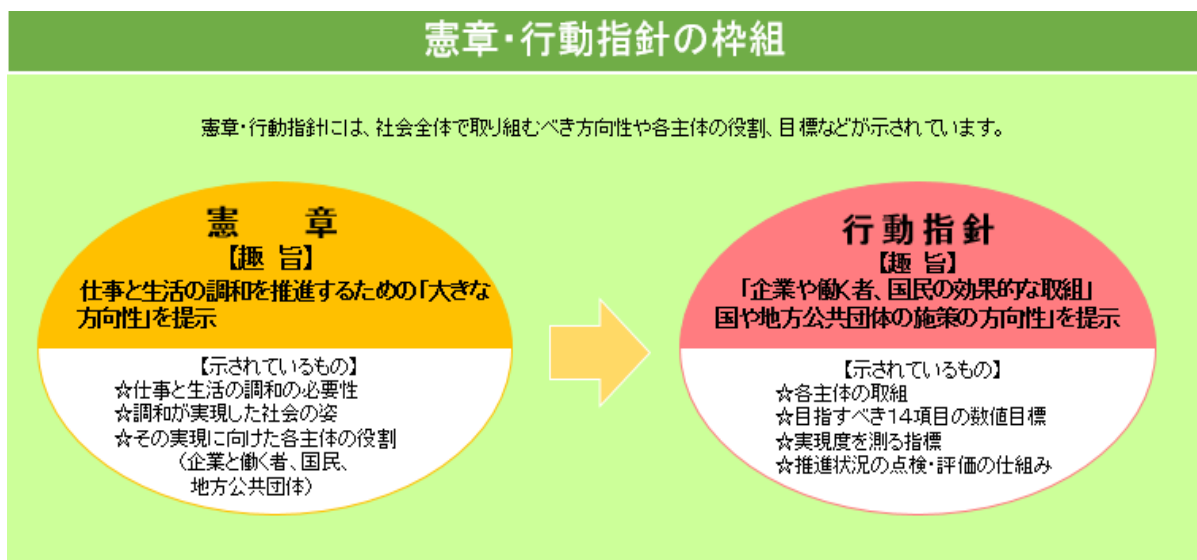 憲章・行動指針の枠組
憲章・行動指針には、社会全体で取り組むべき方向性や各主体の役割、目標などが示されています。
憲　章
【趣 旨】
仕事と生活の調和を推進するための「大きな
方向性」を提示
【示されているもの】
☆仕事と生活の調和の必要性
☆調和が実現した社会の姿
☆その実現に向けた各主体の役割
（企業と働く者、国民、
地方公共団体）
行動指針
【趣 旨】
「企業や働く者、国民の効果的な取組」
国や地方公共団体の施策の方向性」を提示
【示されているもの】
☆各主体の取組
☆目指すべき14項目の数値目標
☆実現度を測る指標
☆推進状況の点検・評価の仕組み